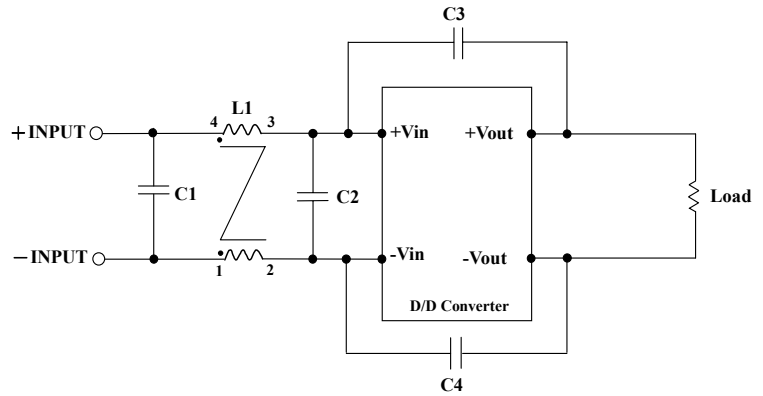 C3
L1
4 3
+INPUT
+Vin
+Vout
C1
C2
Load
−INPUT
-Vin
-Vout
1 2
D/D Converter
C4